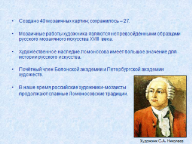 Создано 40 мозаичных картин, сохранилось – 27.
Мозаичные работы художника являются непревзойдёнными образцами
русского мозаичного искусства XVIII века.
Художественное наследие Ломоносова имеет большое значение для
истории русского искусства.
Почётный член Болонской академии и Петербургской академии
художеств.
В наше время российские художники-мозаисты
продолжают славные Ломоносовские традиции.